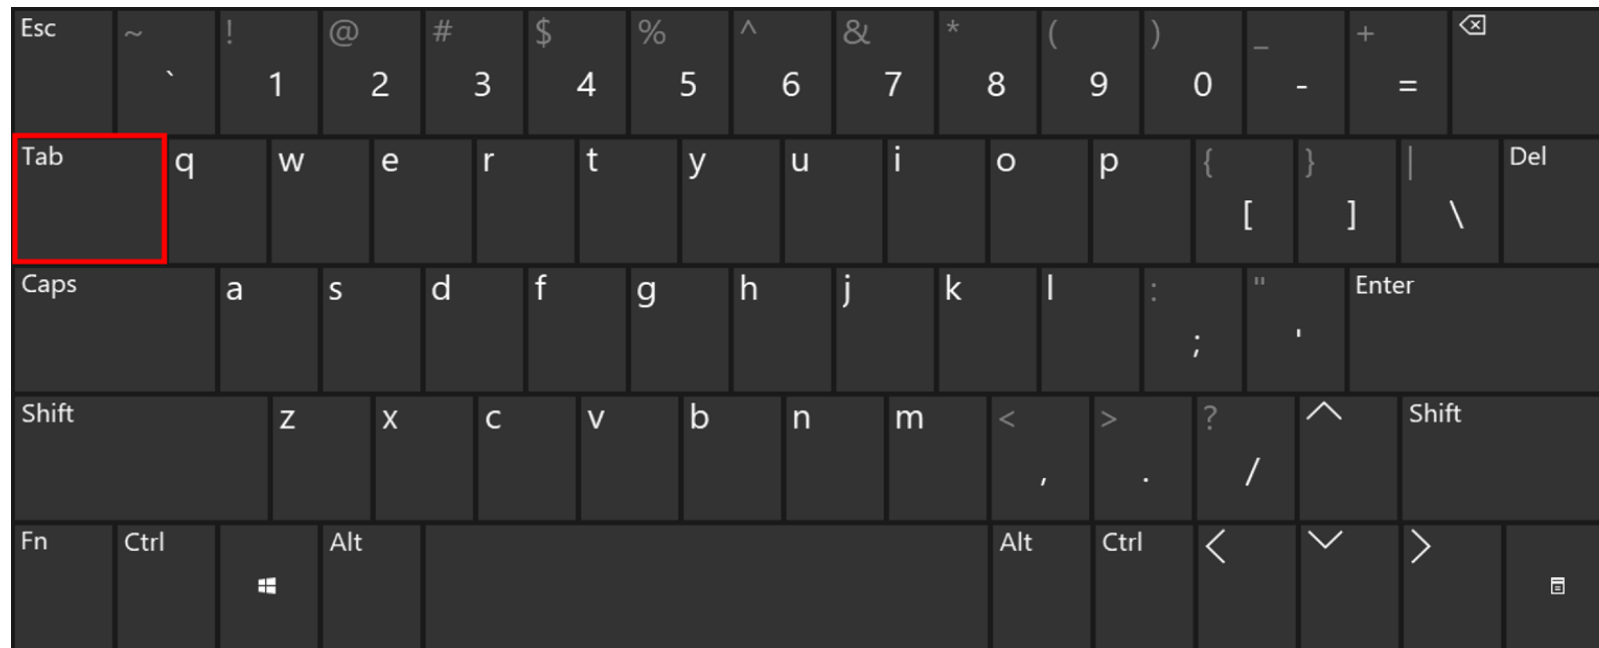 Esc ~ ` ! 1 @ 2 # 3 $ 4 % 5 ^ 6 & 7 * 8 ( 9 ) 0 _ - + =
Tab q w e r t y u i o p { [ } ] | \ Del
Caps a s d f g h j k l : ; " ' Enter
Shift z x c v b n m < , > . ? / Shift
Fn Ctrl Alt Alt Ctrl